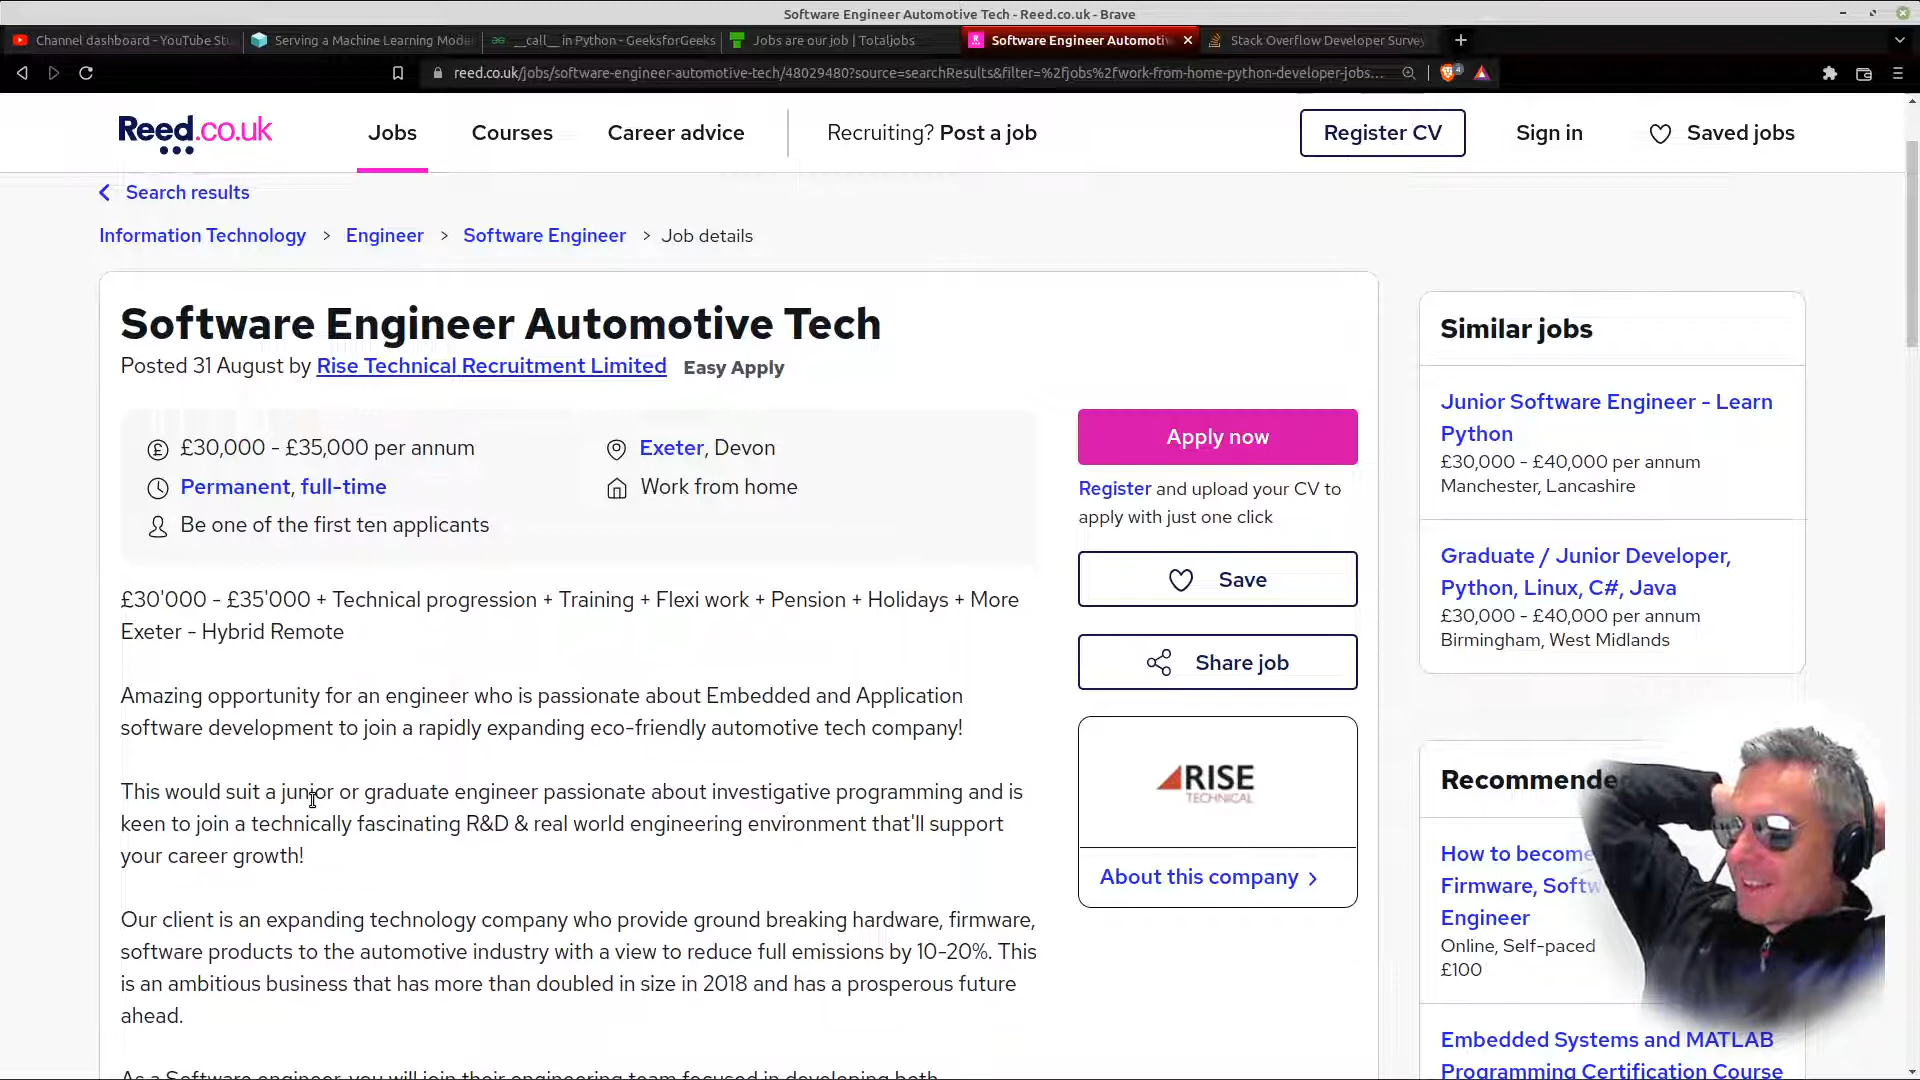 Software Engineer Automotive Tech - Reed.co.uk - Brave
Channel dashboard - YouTube Stu
Serving a Machine Learning Mode
__call__ in Python - GeeksforGeeks
Jobs are our job | Totaljobs
Software Engineer Automoti
Stack Overflow Developer Survey
reed.co.uk/jobs/software-engineer-automotive-tech/48029480?source=searchResults&filter=%2fjobs%2fwork-from-home-python-developer-jobs...
4
Reed.co.uk
Jobs
Courses
Career advice
Recruiting? Post a job
Register CV
Sign in
Saved jobs
Search results
Information Technology > Engineer > Software Engineer > Job details
Software Engineer Automotive Tech
Posted 31 August by Rise Technical Recruitment Limited Easy Apply
£30,000 - £35,000 per annum
Exeter, Devon
Permanent, full-time
Work from home
Be one of the first ten applicants
£30'000 - £35'000 + Technical progression + Training + Flexi work + Pension + Holidays + More
Exeter - Hybrid Remote
Amazing opportunity for an engineer who is passionate about Embedded and Application
software development to join a rapidly expanding eco-friendly automotive tech company!
This would suit a junior or graduate engineer passionate about investigative programming and is
keen to join a technically fascinating R&D & real world engineering environment that'll support
your career growth!
Our client is an expanding technology company who provide ground breaking hardware, firmware,
software products to the automotive industry with a view to reduce full emissions by 10-20%. This
is an ambitious business that has more than doubled in size in 2018 and has a prosperous future
ahead.
As a Software engineer, you will join their engineering team focused in developing both
Apply now
Register and upload your CV to
apply with just one click
Save
Share job
RISE
TECHNICAL
About this company
Similar jobs
Junior Software Engineer - Learn
Python
£30,000 - £40,000 per annum
Manchester, Lancashire
Graduate / Junior Developer,
Python, Linux, C#, Java
£30,000 - £40,000 per annum
Birmingham, West Midlands
Recommende
How to become
Firmware, Softw
Engineer
Online, Self-paced
£100
Embedded Systems and MATLAB
Programming Certification Course